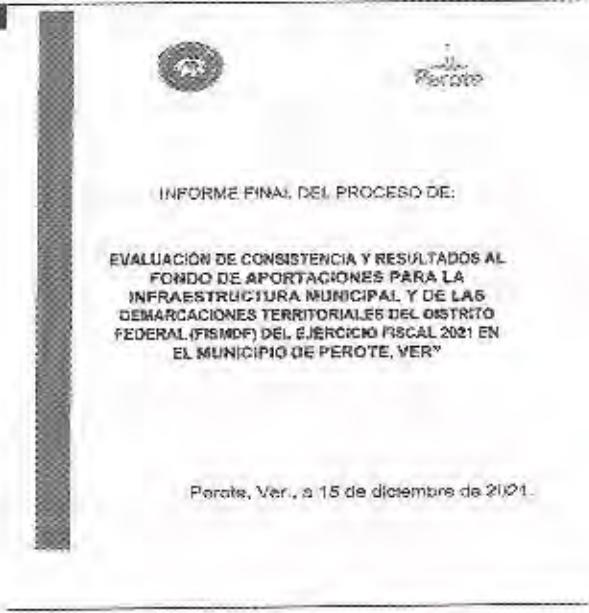 Perote
INFORME FINAL DEL PROCESO DE:
EVALUACIÓN DE CONSISTENCIA Y RESULTADOS AL
FONDO DE APORTACIONES PARA LA
INFRAESTRUCTURA MUNICIPAL Y DE LAS
DEMARCACIONES TERRITORIALES DEL DISTRITO
FEDERAL (FISMDF) DEL EJERCICIO FISCAL 2021 EN
EL MUNICIPIO DE PEROTE, VER"
Perote, Ver., a 15 de diciembre de 2021.